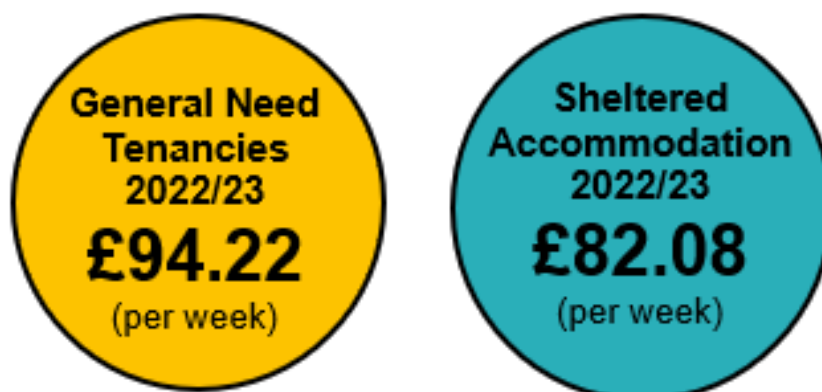 General Need
Tenancies
2022/23
£94.22
(per week)
Sheltered
Accommodation
2022/23
£82.08
(per week)